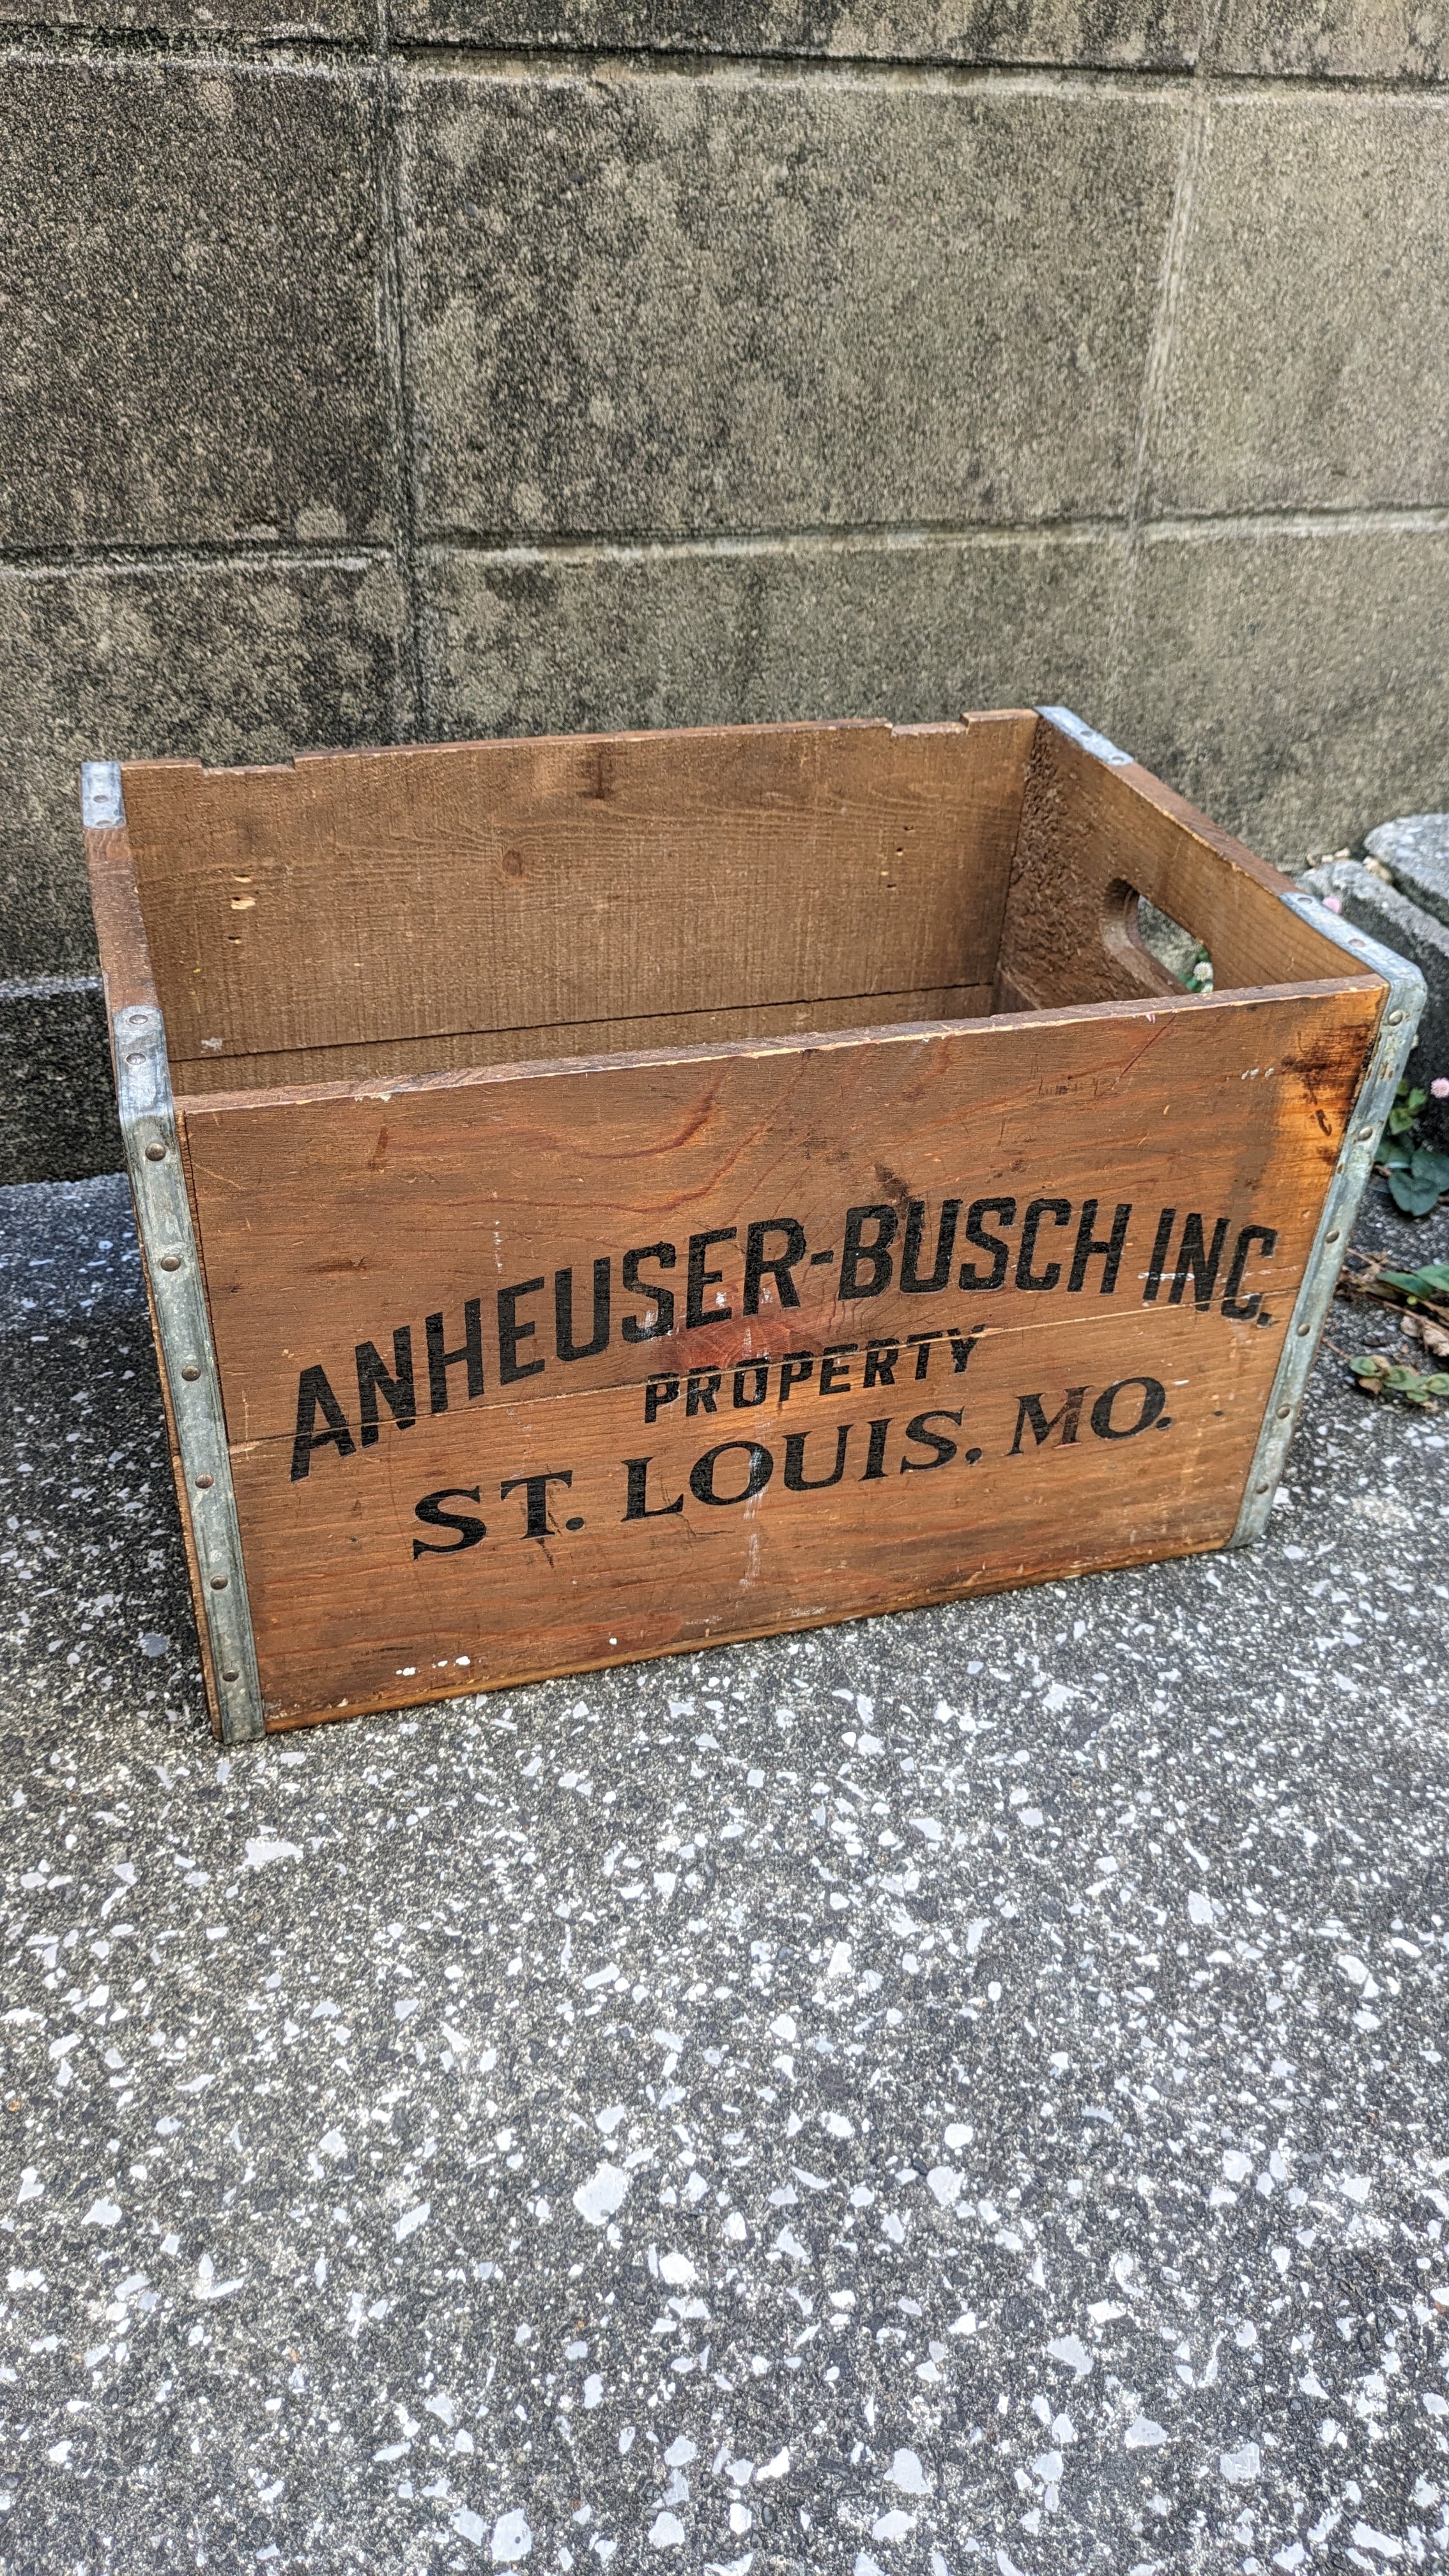 ANHEUSER-BUSCH INC.
PROPERTY
ST. LOUIS, MO.